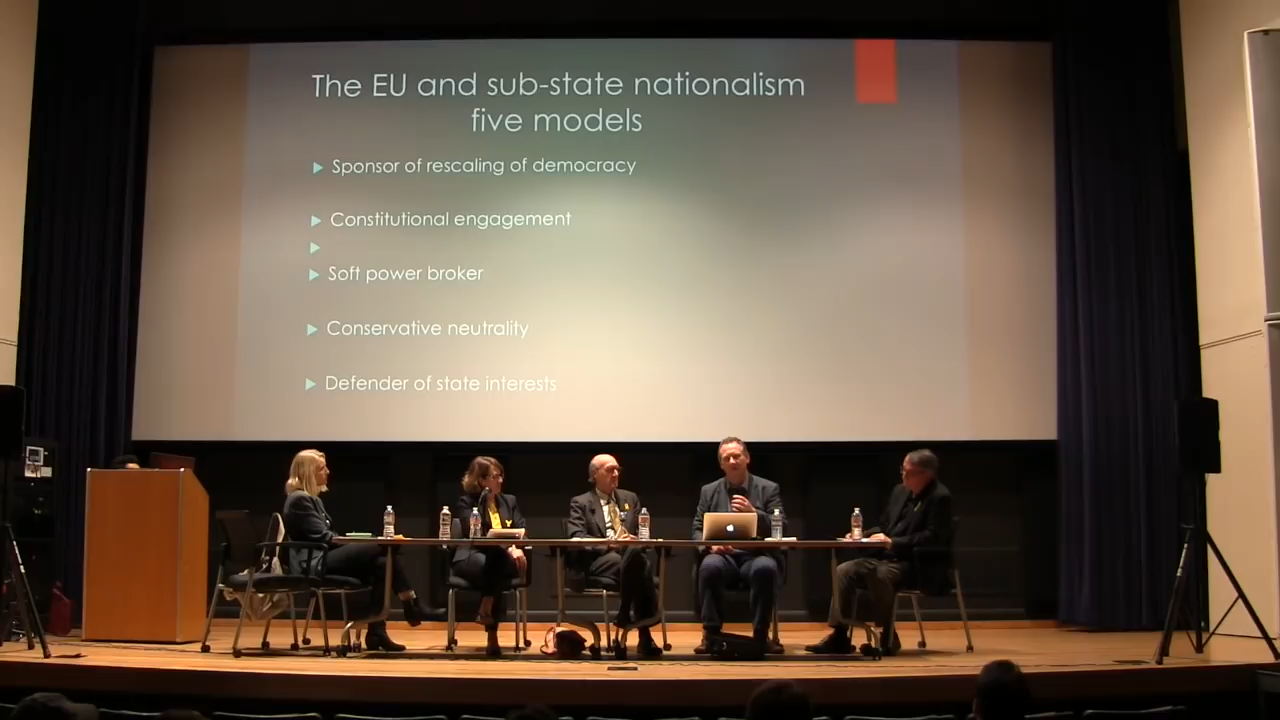 The EU and sub-state nationalism
five models
Sponsor of rescaling of democracy
Constitutional engagement
Soft power broker
Conservative neutrality
Defender of state interests